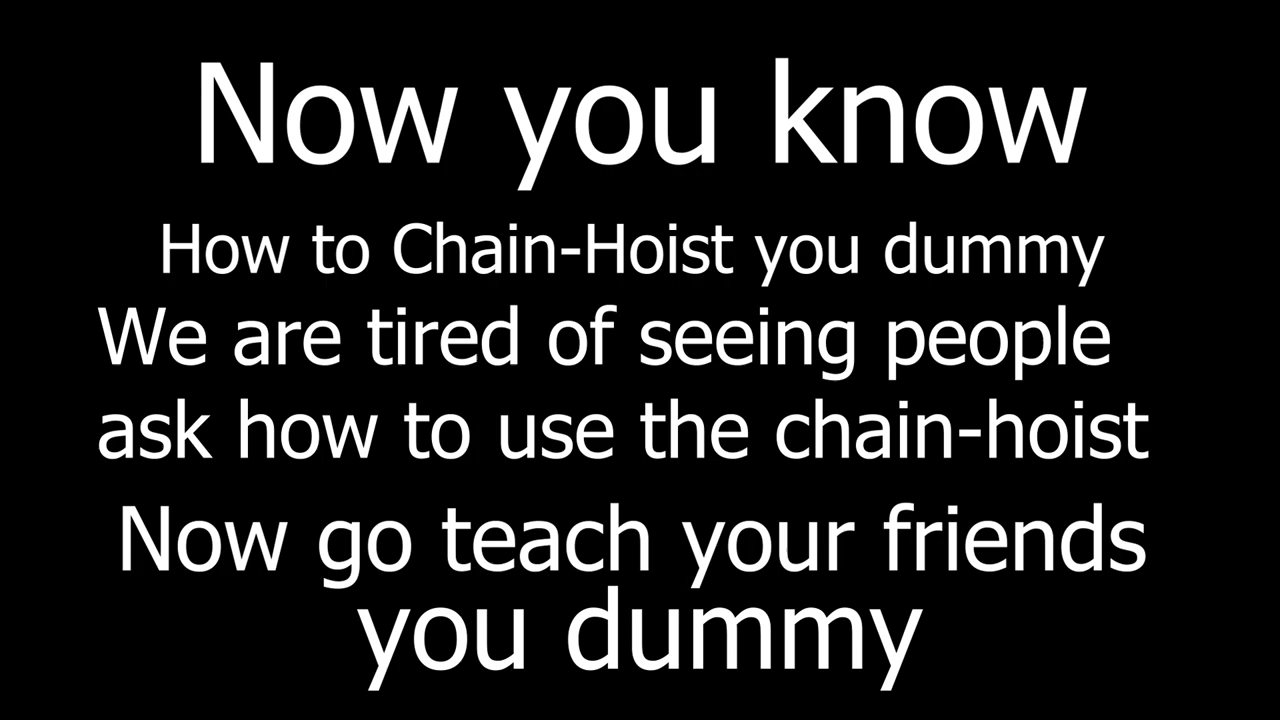 Now you know
How to Chain-Hoist you dummy
We are tired of seeing people
ask how to use the chain-hoist
Now go teach your friends
you dummy